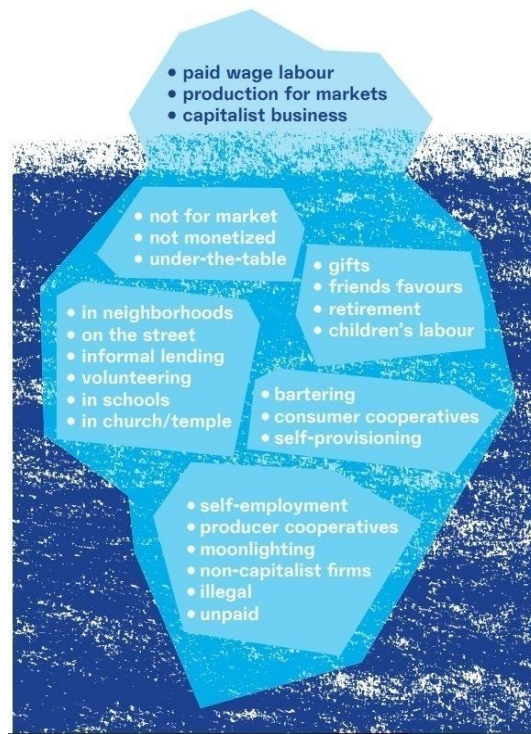 • paid wage labour
• production for markets
• capitalist business
• not for market
• not monetized
• under-the-table
• gifts
• friends favours
• retirement
• children's labour
• in neighborhoods
• on the street
• informal lending
• volunteering
• in schools
• in church/temple
• bartering
• consumer cooperatives
• self-provisioning
• self-employment
• producer cooperatives
• moonlighting
• non-capitalist firms
• illegal
• unpaid